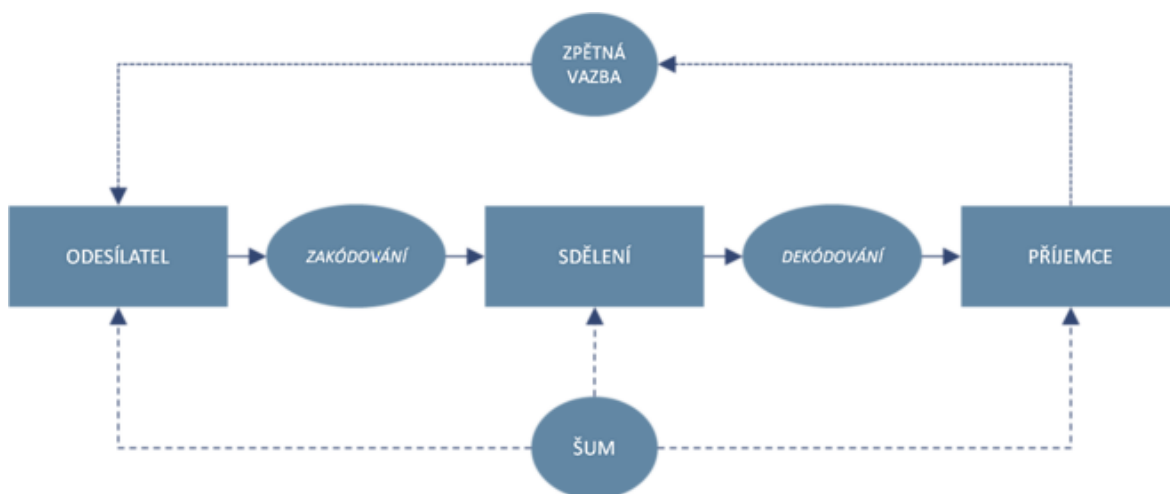 ZPĚTNÁ
VAZBA
ODESÍLATEL
ZAKÓDOVÁNÍ
SDĚLENÍ
DEKÓDOVÁNÍ
PŘÍJEMCE
ŠUM